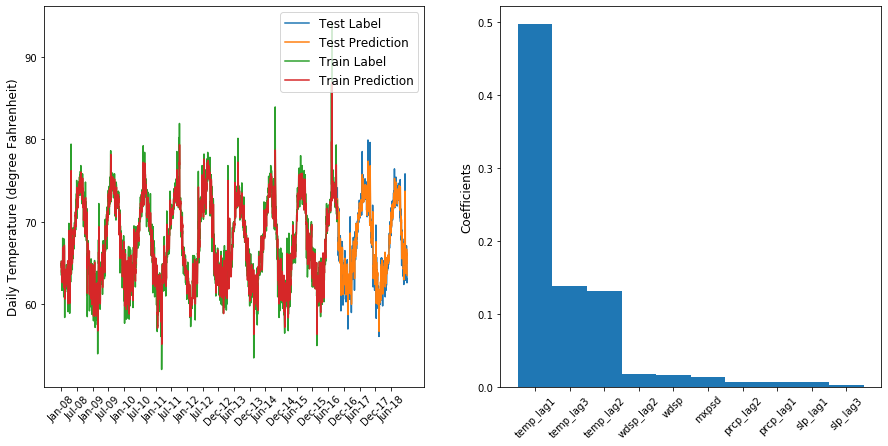 Daily Temperature (degree Fahrenheit)
90
80
70
60
Test Label
Test Prediction
Train Label
Train Prediction
Jan-08
Jul-08
Jan-09
Jul-09
Jan-10
Jul-10
Jan-11
Jul-11
Jan-12
Jul-12
Dec-12
Jun-13
Dec-13
Jun-14
Dec-14
Jun-15
Dec-15
Jun-16
Dec-16
Jun-17
Dec-17
Jun-18
Coefficients
0.5
0.4
0.3
0.2
0.1
0.0
temp_lag1
temp_lag3
temp_lag2
wdsp_lag2
wdsp
mxpsd
prcp_lag2
prcp_lag1
slp_lag1
slp_lag3